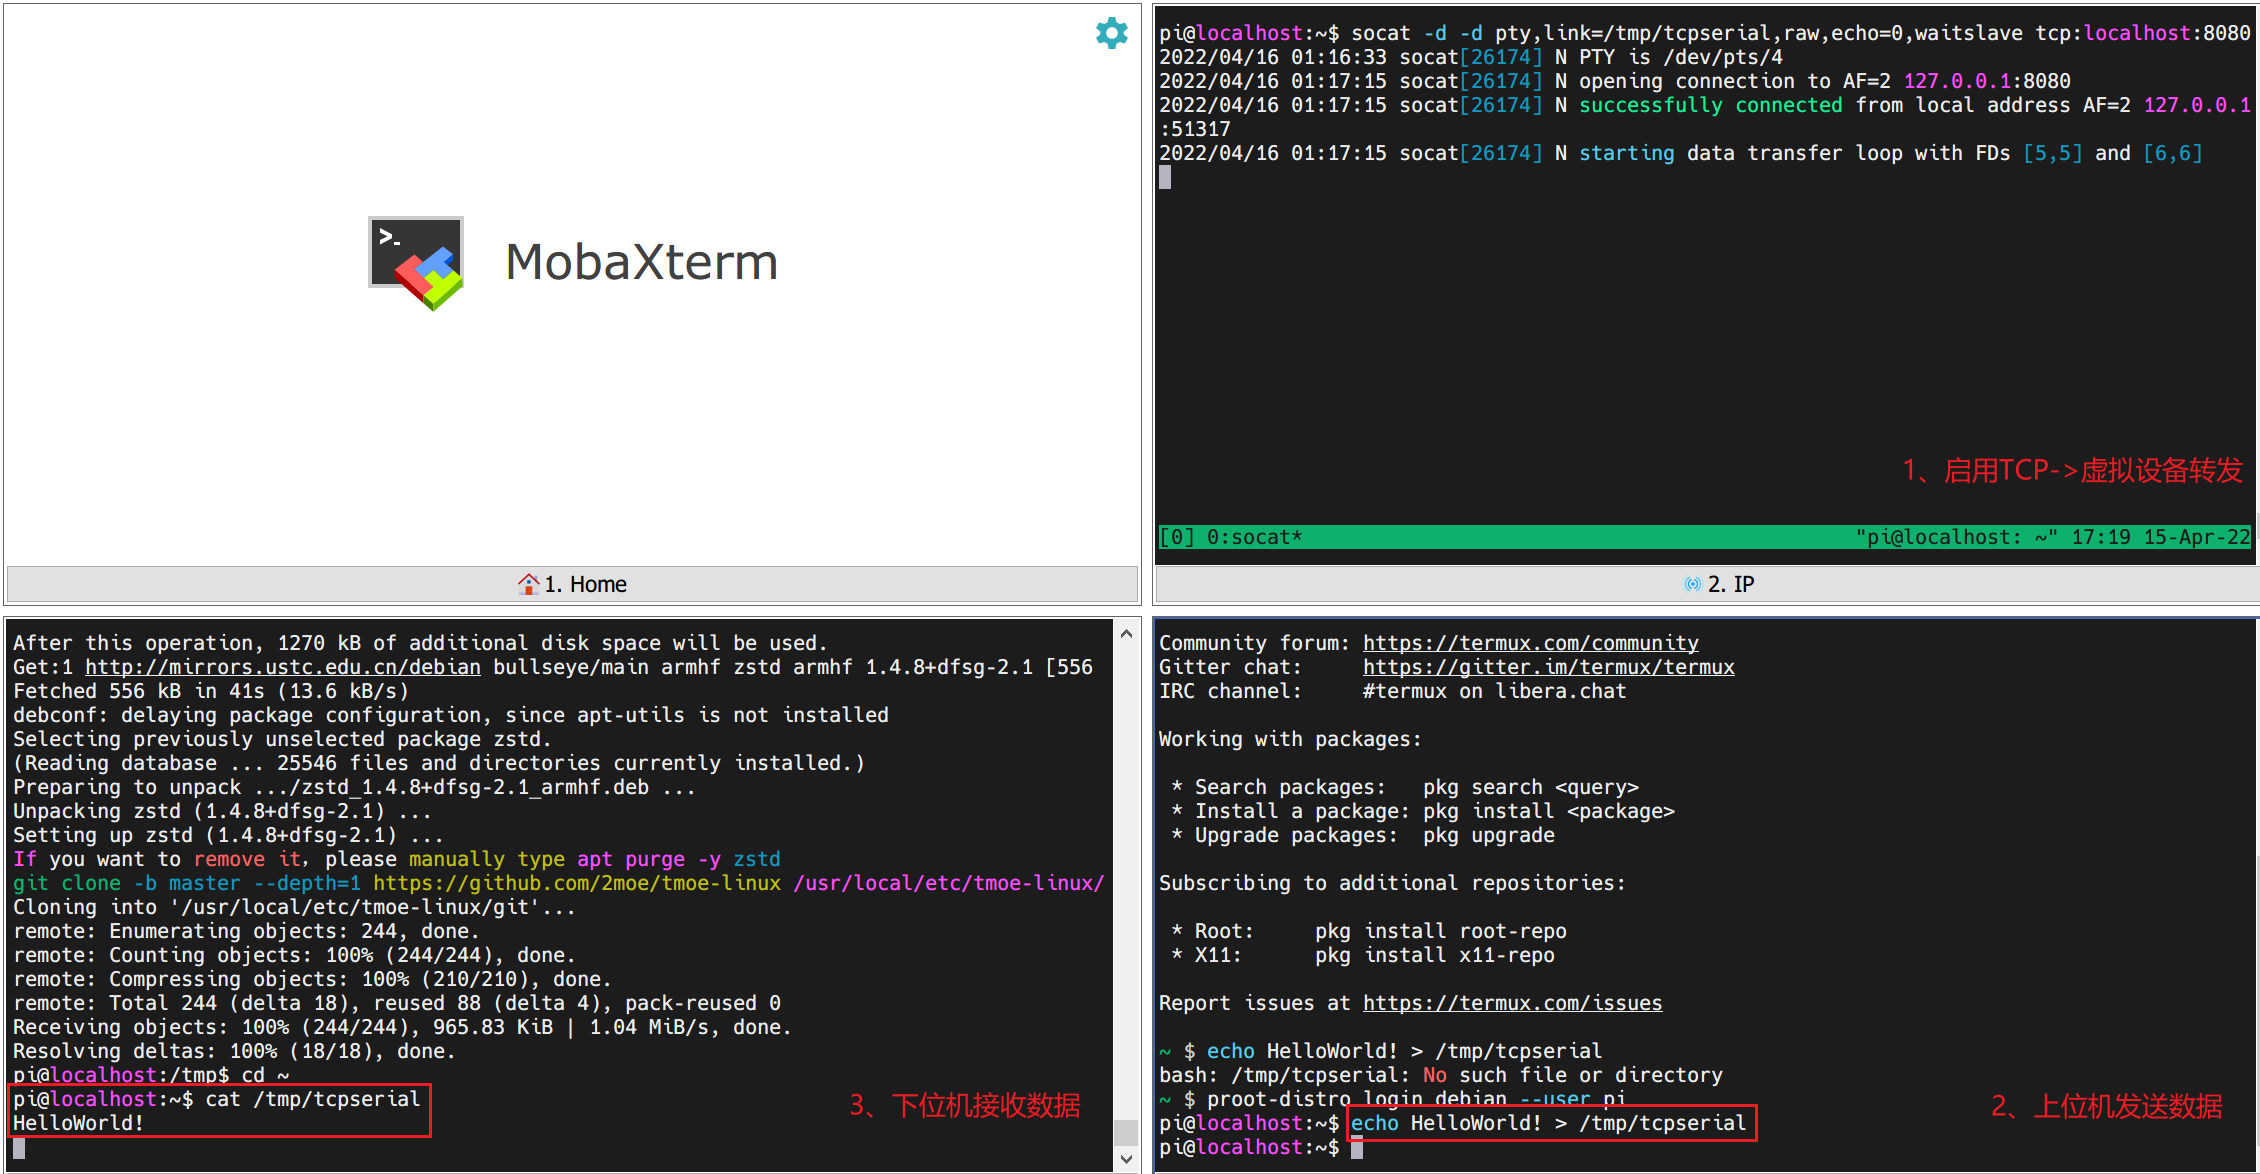 >_
MobaXterm
1. Home
pi@localhost:~$ socat -d -d pty,link=/tmp/tcpserial,raw,echo=0,waitslave tcp:localhost:8080
2022/04/16 01:16:33 socat[26174] N PTY is /dev/pts/4
2022/04/16 01:17:15 socat[26174] N opening connection to AF=2 127.0.0.1:8080
2022/04/16 01:17:15 socat[26174] N successfully connected from local address AF=2 127.0.0.1
:51317
2022/04/16 01:17:15 socat[26174] N starting data transfer loop with FDs [5,5] and [6,6]
1、启用TCP->虚拟设备转发
[0] 0:socat* "pi@localhost: ~" 17:19 15-Apr-22
2. IP
After this operation, 1270 kB of additional disk space will be used.
Get:1 http://mirrors.ustc.edu.cn/debian bullseye/main armhf zstd armhf 1.4.8+dfsg-2.1 [556
Fetched 556 kB in 41s (13.6 kB/s)
debconf: delaying package configuration, since apt-utils is not installed
Selecting previously unselected package zstd.
(Reading database ... 25546 files and directories currently installed.)
Preparing to unpack .../zstd_1.4.8+dfsg-2.1_armhf.deb ...
Unpacking zstd (1.4.8+dfsg-2.1) ...
Setting up zstd (1.4.8+dfsg-2.1) ...
If you want to remove it, please manually type apt purge -y zstd
git clone -b master --depth=1 https://github.com/2moe/tmoe-linux /usr/local/etc/tmoe-linux/
Cloning into '/usr/local/etc/tmoe-linux/git'...
remote: Enumerating objects: 244, done.
remote: Counting objects: 100% (244/244), done.
remote: Compressing objects: 100% (210/210), done.
remote: Total 244 (delta 18), reused 88 (delta 4), pack-reused 0
Receiving objects: 100% (244/244), 965.83 KiB | 1.04 MiB/s, done.
Resolving deltas: 100% (18/18), done.
pi@localhost:/tmp$ cd ~
pi@localhost:~$ cat /tmp/tcpserial
HelloWorld!
3、下位机接收数据
Community forum: https://termux.com/community
Gitter chat: https://gitter.im/termux/termux
IRC channel: #termux on libera.chat
Working with packages:
* Search packages: pkg search <query>
* Install a package: pkg install <package>
* Upgrade packages: pkg upgrade
Subscribing to additional repositories:
* Root: pkg install root-repo
* X11: pkg install x11-repo
Report issues at https://termux.com/issues
~ $ echo HelloWorld! > /tmp/tcpserial
bash: /tmp/tcpserial: No such file or directory
~ $ proot-distro login debian --user pi
pi@localhost:~$ echo HelloWorld! > /tmp/tcpserial
pi@localhost:~$
2、上位机发送数据